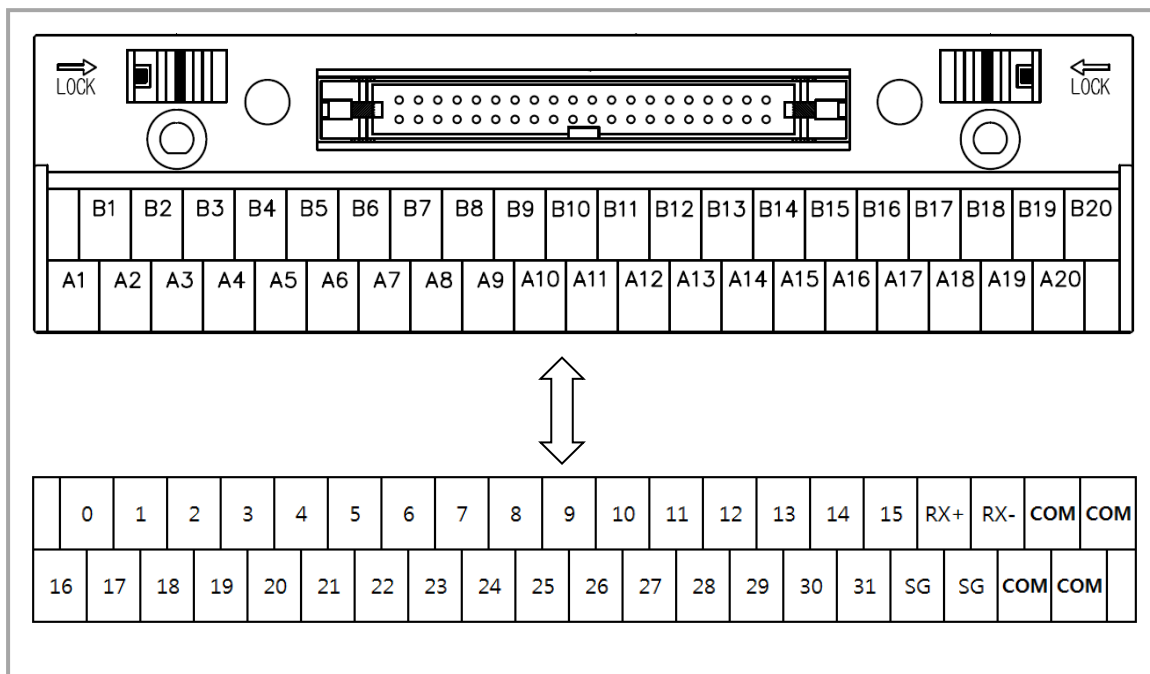 LOCK LOCK
B1 B2 B3 B4 B5 B6 B7 B8 B9 B10 B11 B12 B13 B14 B15 B16 B17 B18 B19 B20
A1 A2 A3 A4 A5 A6 A7 A8 A9 A10 A11 A12 A13 A14 A15 A16 A17 A18 A19 A20
0 1 2 3 4 5 6 7 8 9 10 11 12 13 14 15 RX+ RX- COM COM
16 17 18 19 20 21 22 23 24 25 26 27 28 29 30 31 SG SG COM COM